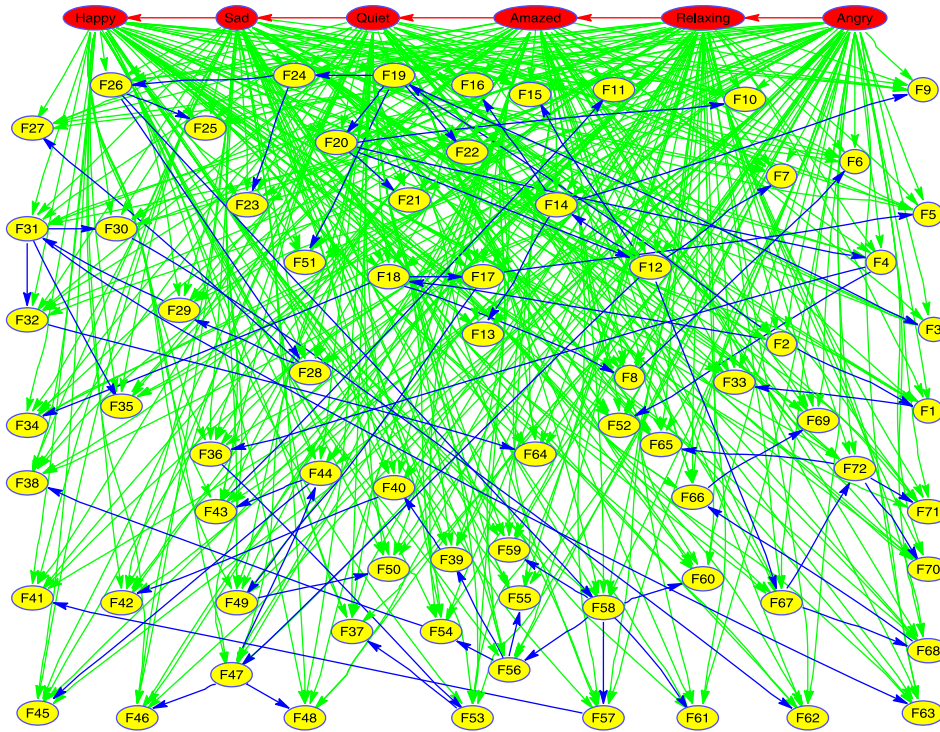 Happy Sad Quiet Amazed Relaxing Angry
F26 F24 F19 F16 F15 F11 F10 F9
F27 F25 F20 F22 F7 F6
F23 F21 F14 F5
F31 F30 F51 F18 F17 F12 F4
F32 F29 F13 F2 F3
F28 F8 F33
F34 F35 F52 F69 F1
F36 F64 F65
F38 F44 F40 F66 F72
F43 F71
F50 F39 F59 F60 F70
F41 F42 F49 F55 F58 F67
F37 F54 F68
F47 F56
F45 F46 F48 F53 F57 F61 F62 F63